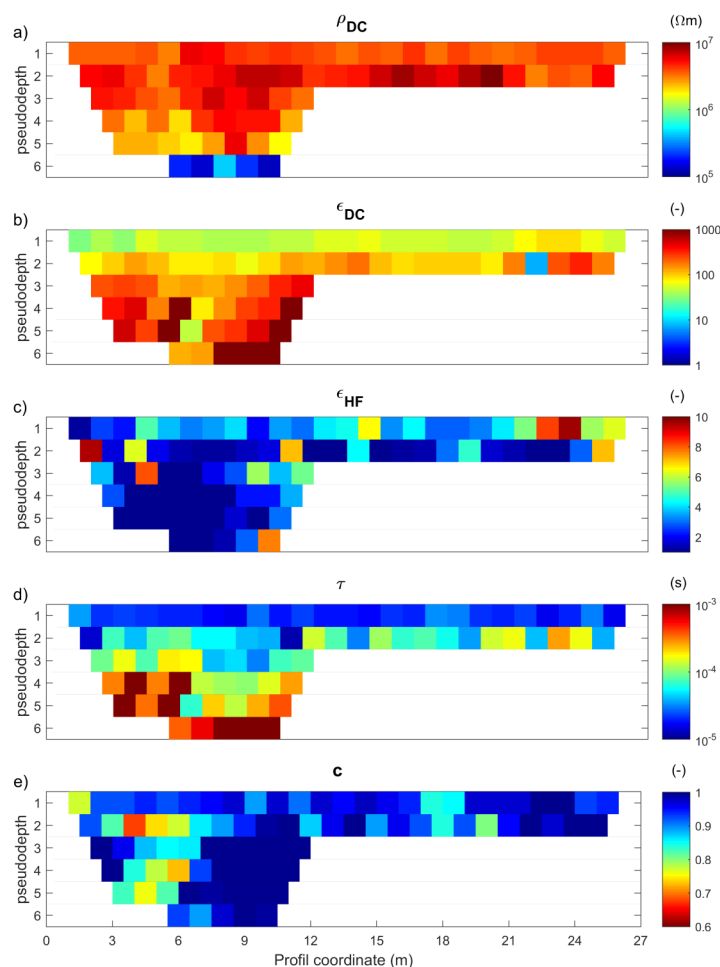 a)
ρDC
(Ωm)
pseudodepth
1
2
3
4
5
6
10^7
10^6
10^5
b)
ϵDC
(-)
pseudodepth
1
2
3
4
5
6
1000
100
10
1
c)
ϵHF
(-)
pseudodepth
1
2
3
4
5
6
10
8
6
4
2
d)
τ
(s)
pseudodepth
1
2
3
4
5
6
10^-3
10^-4
10^-5
e)
c
(-)
pseudodepth
1
2
3
4
5
6
1
0.9
0.8
0.7
0.6
0 3 6 9 12 15 18 21 24 27
Profil coordinate (m)